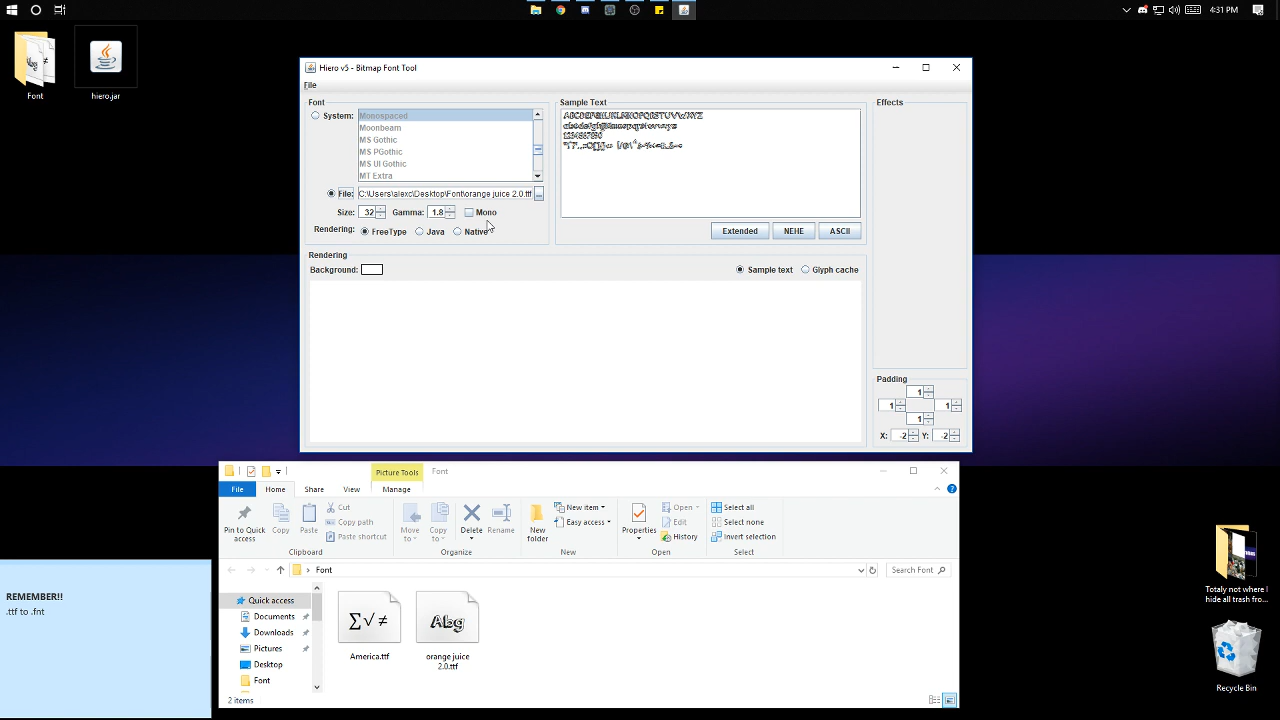 4:31 PM
Font
hiero.jar
Hiero v5 - Bitmap Font Tool
File
Font
System:
Monospaced
Moonbeam
MS Gothic
MS PGothic
MS UI Gothic
MT Extra
File:
C:\Users\alexc\Desktop\Font\orange juice 2.0.ttf
Size: 32 Gamma: 1.8 Mono
Rendering: FreeType Java Native
Sample Text
ABCDEFGHIJKLMNOPQRSTUVWXYZ
abcdefghijklmnopqrstuvwxyz
1234567890
Extended NEHE ASCII
Effects
Rendering
Background:
Sample text Glyph cache
Padding
1
1 1
1
X: -2 Y: -2
Picture Tools Font
File Home Share View Manage
Pin to Quick access
Copy
Paste
Cut
Copy path
Paste shortcut
Clipboard
Move to
Copy to
Delete
Rename
Organize
New folder
New item
Easy access
New
Properties
Open
Edit
History
Open
Select all
Select none
Invert selection
Select
Font
Search Font
Quick access
Documents
Downloads
Pictures
Desktop
Font
∑√≠
America.ttf
Abg
orange juice
2.0.ttf
2 items
REMEMBER!!
.ttf to .fnt
Totaly not where I
hide all trash fro...
Recycle Bin